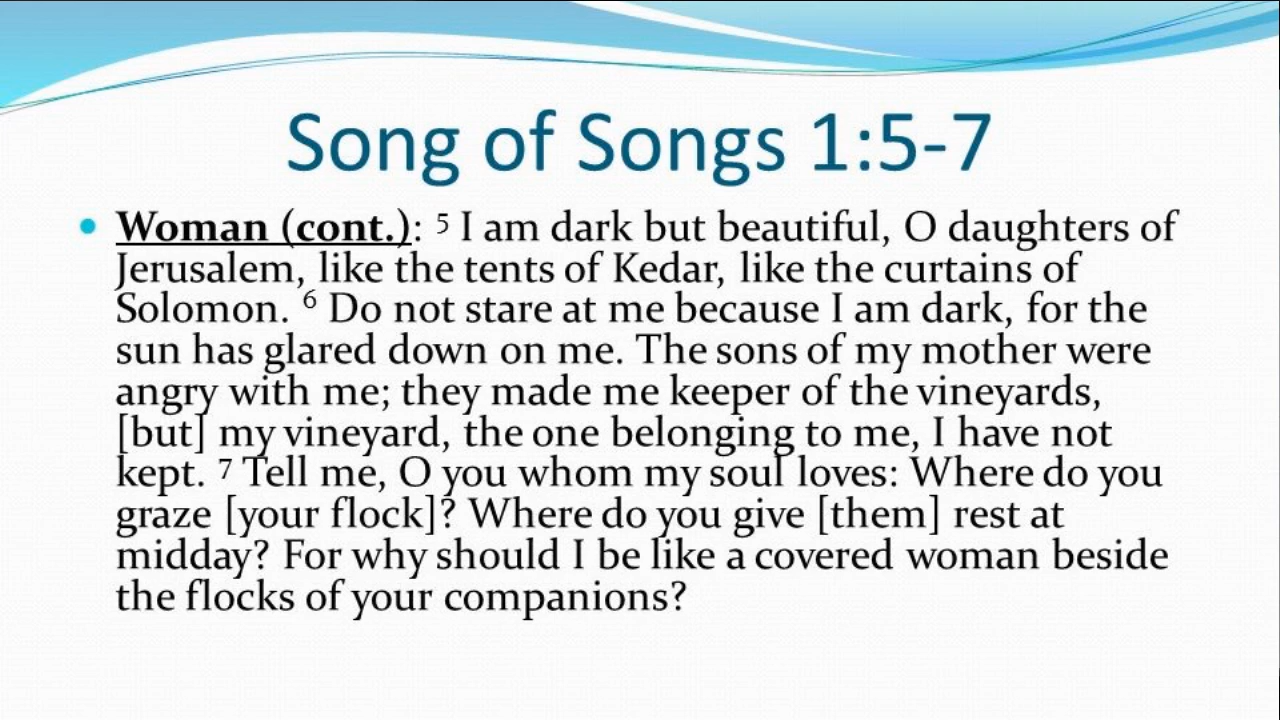 Song of Songs 1:5-7
• Woman (cont.): ⁵ I am dark but beautiful, O daughters of
Jerusalem, like the tents of Kedar, like the curtains of
Solomon. ⁶ Do not stare at me because I am dark, for the
sun has glared down on me. The sons of my mother were
angry with me; they made me keeper of the vineyards,
[but] my vineyard, the one belonging to me, I have not
kept. ⁷ Tell me, O you whom my soul loves: Where do you
graze [your flock]? Where do you give [them] rest at
midday? For why should I be like a covered woman beside
the flocks of your companions?